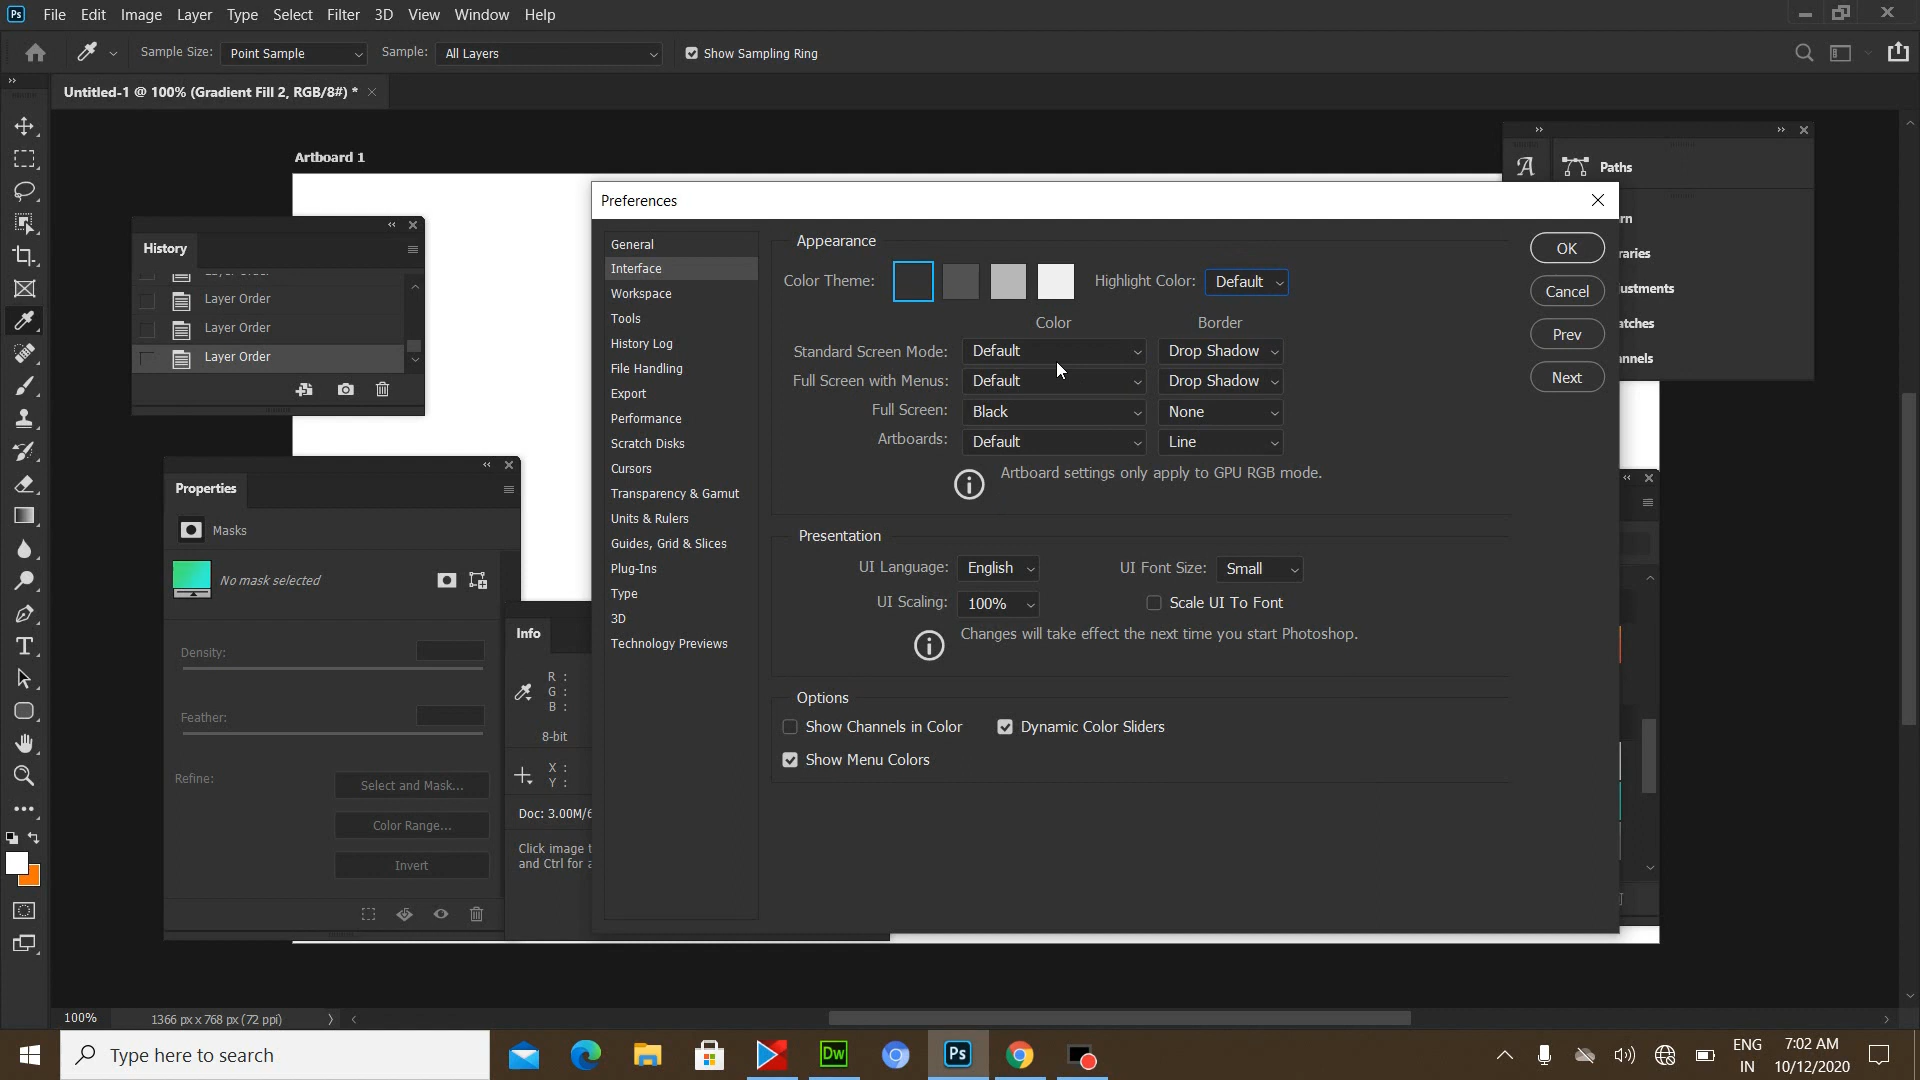 Ps File Edit Image Layer Type Select Filter 3D View Window Help
Sample Size: Point Sample Sample: All Layers Show Sampling Ring
Untitled-1 @ 100% (Gradient Fill 2, RGB/8#) *
Artboard 1
Paths
Preferences
History
Layer Order
Layer Order
Layer Order
Properties
Masks
No mask selected
Density:
Feather:
Refine:
Select and Mask...
Color Range...
Invert
Info
R :
G :
B :
8-bit
X :
Y :
Doc: 3.00M/6
Click image t
and Ctrl for a
General
Interface
Workspace
Tools
History Log
File Handling
Export
Performance
Scratch Disks
Cursors
Transparency & Gamut
Units & Rulers
Guides, Grid & Slices
Plug-Ins
Type
3D
Technology Previews
Appearance
Color Theme: Highlight Color: Default
Color Border
Standard Screen Mode: Default Drop Shadow
Full Screen with Menus: Default Drop Shadow
Full Screen: Black None
Artboards: Default Line
Artboard settings only apply to GPU RGB mode.
Presentation
UI Language: English UI Font Size: Small
UI Scaling: 100% Scale UI To Font
Changes will take effect the next time you start Photoshop.
Options
Show Channels in Color Dynamic Color Sliders
Show Menu Colors
OK
Cancel
Prev
Next
rn
raries
ustments
atches
nnels
100% 1366 px x 768 px (72 ppi)
Type here to search
Dw Ps
ENG
IN
7:02 AM
10/12/2020